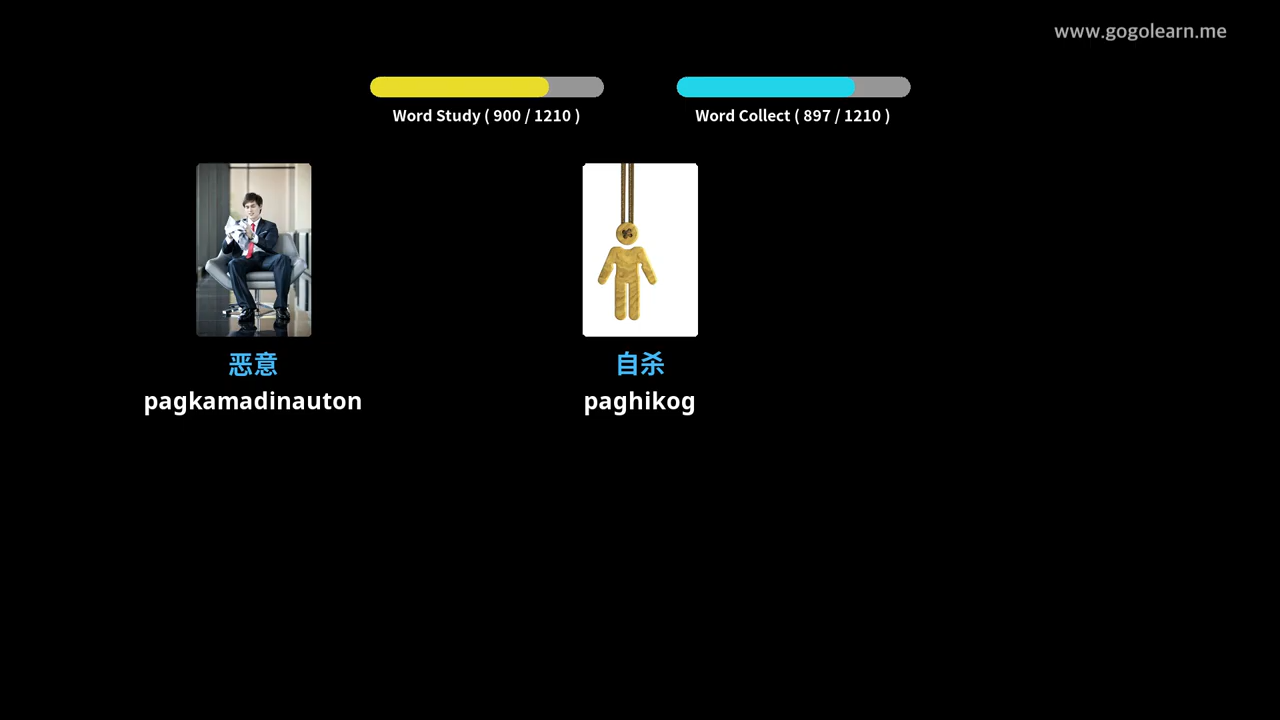 www.gogolearn.me
Word Study ( 900 / 1210 )
Word Collect ( 897 / 1210 )
恶意
pagkamadinauton
自杀
paghikog